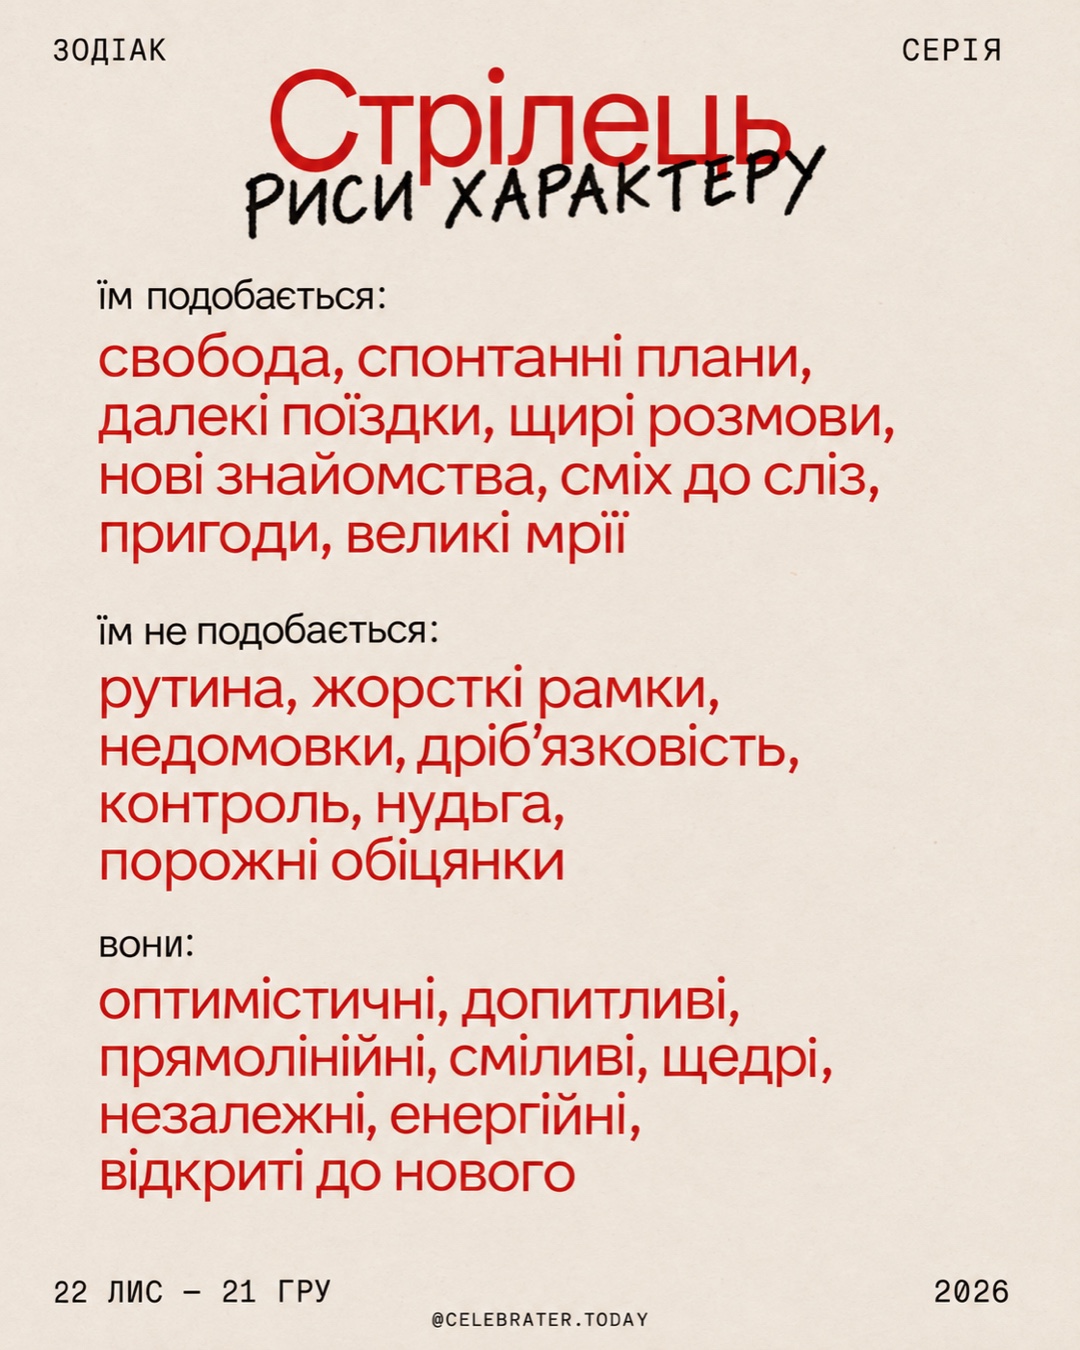 ЗОДІАК
СЕРІЯ
Стрілець
РИСИ ХАРАКТЕРУ
їм подобається:
свобода, спонтанні плани,
далекі поїздки, щирі розмови,
нові знайомства, сміх до сліз,
пригоди, великі мрії
їм не подобається:
рутина, жорсткі рамки,
недомовки, дріб’язковість,
контроль, нудьга,
порожні обіцянки
вони:
оптимістичні, допитливі,
прямолінійні, сміливі, щедрі,
незалежні, енергійні,
відкриті до нового
22 ЛИС – 21 ГРУ
2026
@CELEBRATER.TODAY